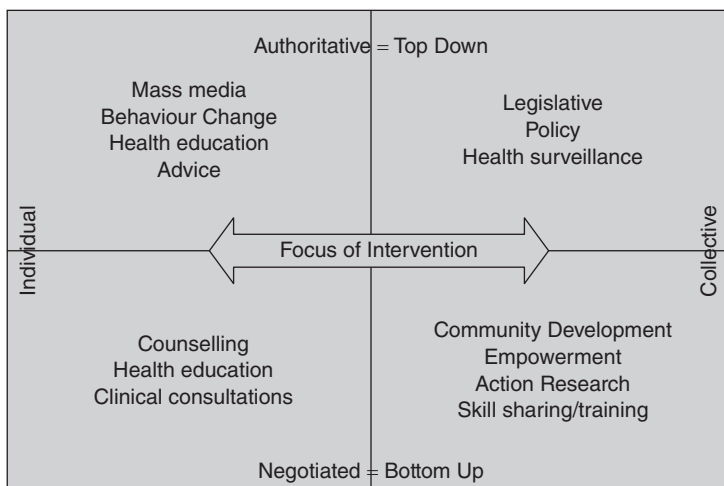 Authoritative = Top Down
Mass media
Behaviour Change
Health education
Advice
Legislative
Policy
Health surveillance
Individual
Focus of Intervention
Collective
Counselling
Health education
Clinical consultations
Community Development
Empowerment
Action Research
Skill sharing/training
Negotiated = Bottom Up